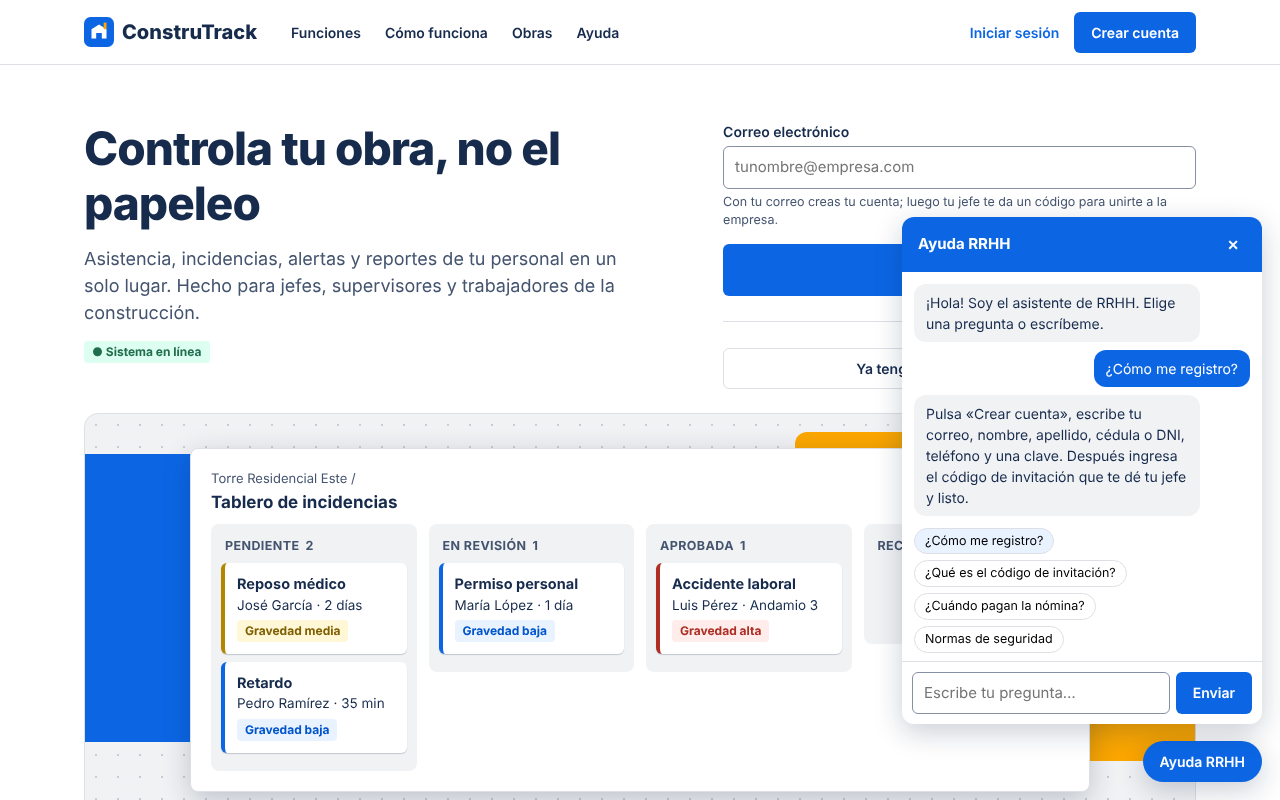 ConstruTrack
Funciones
Cómo funciona
Obras
Ayuda
Iniciar sesión
Crear cuenta
Controla tu obra, no el
papeleo
Asistencia, incidencias, alertas y reportes de tu personal en un
solo lugar. Hecho para jefes, supervisores y trabajadores de la
construcción.
Sistema en línea
Correo electrónico
tunombre@empresa.com
Con tu correo creas tu cuenta; luego tu jefe te da un código para unirte a la
empresa.
Ya
Torre Residencial Este /
Tablero de incidencias
PENDIENTE 2
Reposo médico
José García · 2 días
Gravedad media
Retardo
Pedro Ramírez · 35 min
Gravedad baja
EN REVISIÓN 1
Permiso personal
María López · 1 día
Gravedad baja
APROBADA 1
Accidente laboral
Luis Pérez · Andamio 3
Gravedad alta
Ayuda RRHH
×
¡Hola! Soy el asistente de RRHH. Elige
una pregunta o escríbeme.
¿Cómo me registro?
Pulsa «Crear cuenta», escribe tu
correo, nombre, apellido, cédula o DNI,
teléfono y una clave. Después ingresa
el código de invitación que te dé tu jefe
y listo.
¿Cómo me registro?
¿Qué es el código de invitación?
¿Cuándo pagan la nómina?
Normas de seguridad
Escribe tu pregunta...
Enviar
Ayuda RRHH